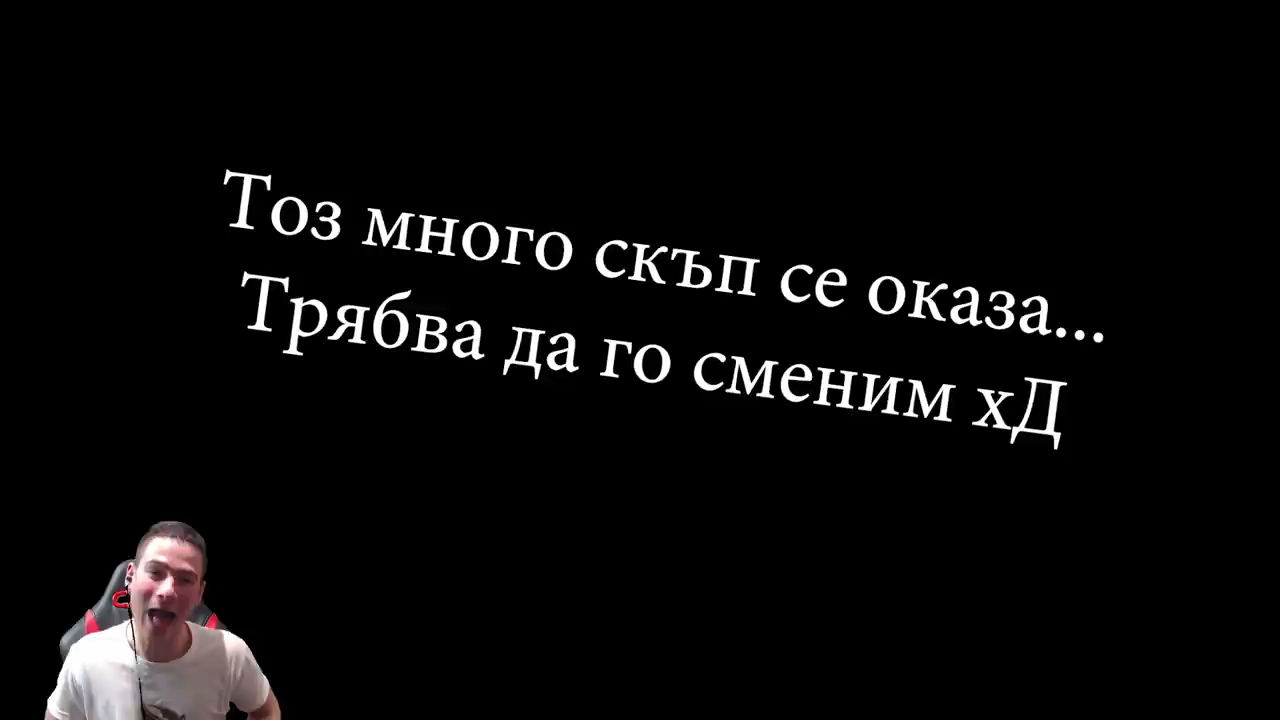 Тоз много скъп се оказа...
Трябва да го сменим хД